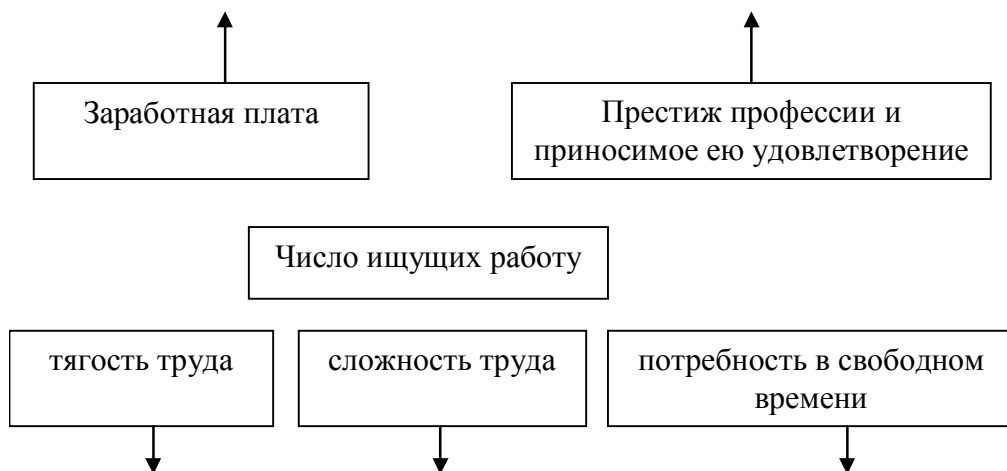 Заработная плата
Престиж профессии и
приносимое ею удовлетворение
Число ищущих работу
тягость труда
сложность труда
потребность в свободном
времени